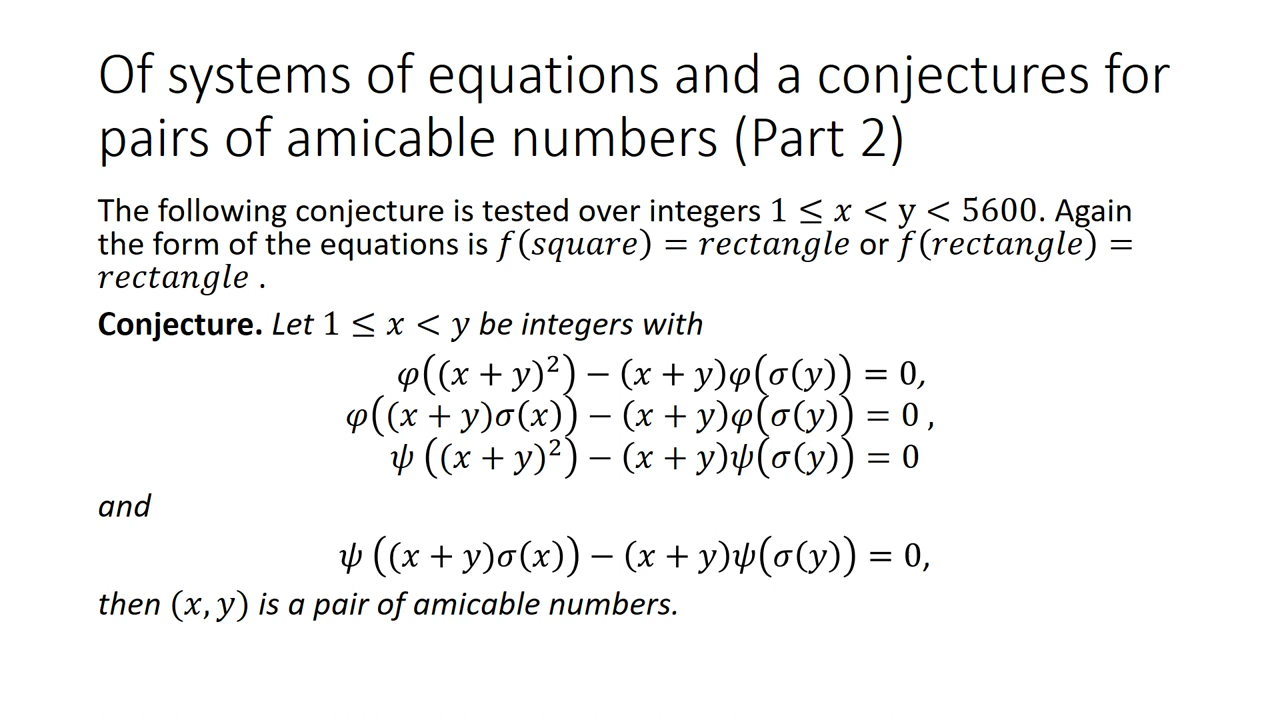 Of systems of equations and a conjectures for
pairs of amicable numbers (Part 2)
The following conjecture is tested over integers 1 ≤ 𝑥 < y < 5600. Again
the form of the equations is 𝑓(𝑠𝑞𝑢𝑎𝑟𝑒) = 𝑟𝑒𝑐𝑡𝑎𝑛𝑔𝑙𝑒 or 𝑓(𝑟𝑒𝑐𝑡𝑎𝑛𝑔𝑙𝑒) =
𝑟𝑒𝑐𝑡𝑎𝑛𝑔𝑙𝑒 .
Conjecture. Let 1 ≤ 𝑥 < 𝑦 be integers with
𝜑((𝑥 + 𝑦)²) − (𝑥 + 𝑦)𝜑(𝜎(𝑦)) = 0,
𝜑((𝑥 + 𝑦)𝜎(𝑥)) − (𝑥 + 𝑦)𝜑(𝜎(𝑦)) = 0 ,
𝜓 ((𝑥 + 𝑦)²) − (𝑥 + 𝑦)𝜓(𝜎(𝑦)) = 0
and
𝜓 ((𝑥 + 𝑦)𝜎(𝑥)) − (𝑥 + 𝑦)𝜓(𝜎(𝑦)) = 0,
then (𝑥, 𝑦) is a pair of amicable numbers.